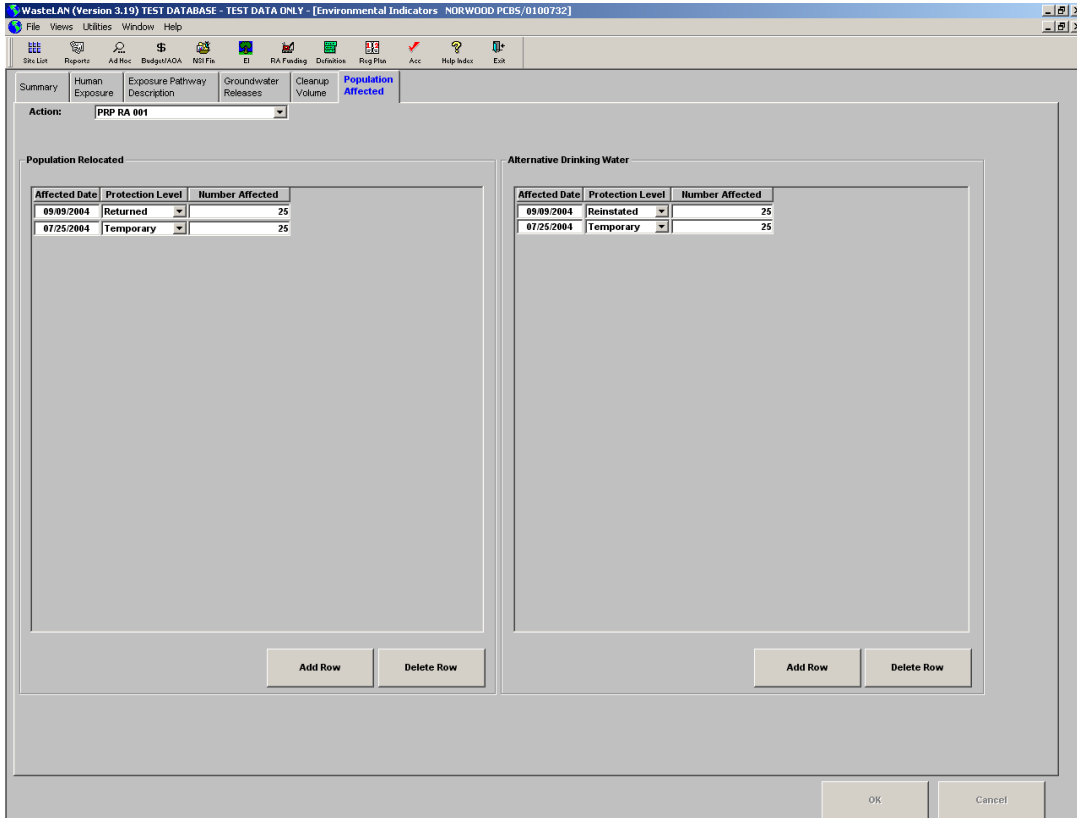 WasteLAN (Version 3.19) TEST DATABASE - TEST DATA ONLY - [Environmental Indicators NORWOOD PCBS/0100732]
File Views Utilities Window Help
Site List Reports Ad Hoc Budget/AOA NSI Fin EI RA Funding Definition Reg Plan Acc Help Index Exit
Summary
Human Exposure
Exposure Pathway Description
Groundwater Releases
Cleanup Volume
Population Affected
Action: PRP RA 001
Population Relocated
Affected Date Protection Level Number Affected
09/09/2004 Returned 25
07/25/2004 Temporary 25
Add Row Delete Row
Alternative Drinking Water
Affected Date Protection Level Number Affected
09/09/2004 Reinstated 25
07/25/2004 Temporary 25
Add Row Delete Row
OK Cancel